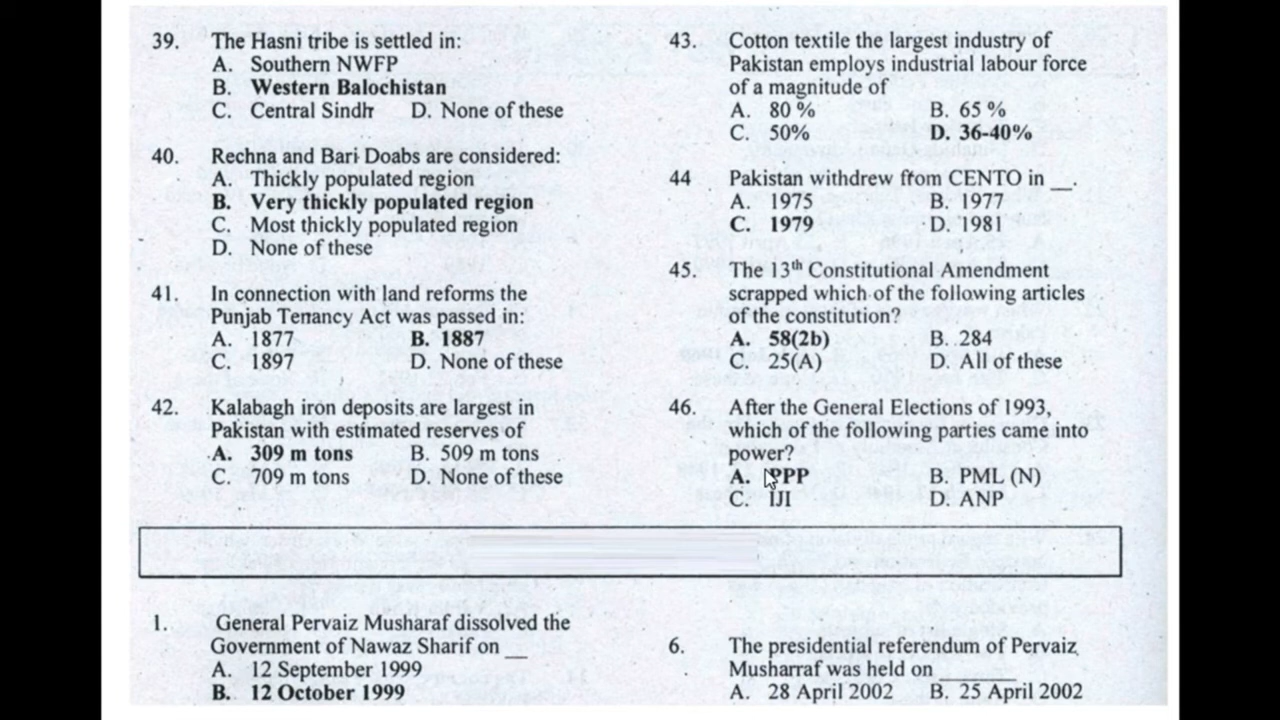 39. The Hasni tribe is settled in:
A. Southern NWFP
B. Western Balochistan
C. Central Sindh D. None of these
40. Rechna and Bari Doabs are considered:
A. Thickly populated region
B. Very thickly populated region
C. Most thickly populated region
D. None of these
41. In connection with land reforms the
Punjab Tenancy Act was passed in:
A. 1877 B. 1887
C. 1897 D. None of these
42. Kalabagh iron deposits are largest in
Pakistan with estimated reserves of
A. 309 m tons B. 509 m tons
C. 709 m tons D. None of these
43. Cotton textile the largest industry of
Pakistan employs industrial labour force
of a magnitude of
A. 80 % B. 65 %
C. 50% D. 36-40%
44 Pakistan withdrew from CENTO in __.
A. 1975 B. 1977
C. 1979 D. 1981
45. The 13th Constitutional Amendment
scrapped which of the following articles
of the constitution?
A. 58(2b) B. 284
C. 25(A) D. All of these
46. After the General Elections of 1993,
which of the following parties came into
power?
A. PPP B. PML (N)
C. IJI D. ANP
1. General Pervaiz Musharaf dissolved the
Government of Nawaz Sharif on __
A. 12 September 1999
B. 12 October 1999
6. The presidential referendum of Pervaiz
Musharraf was held on_______
A. 28 April 2002 B. 25 April 2002